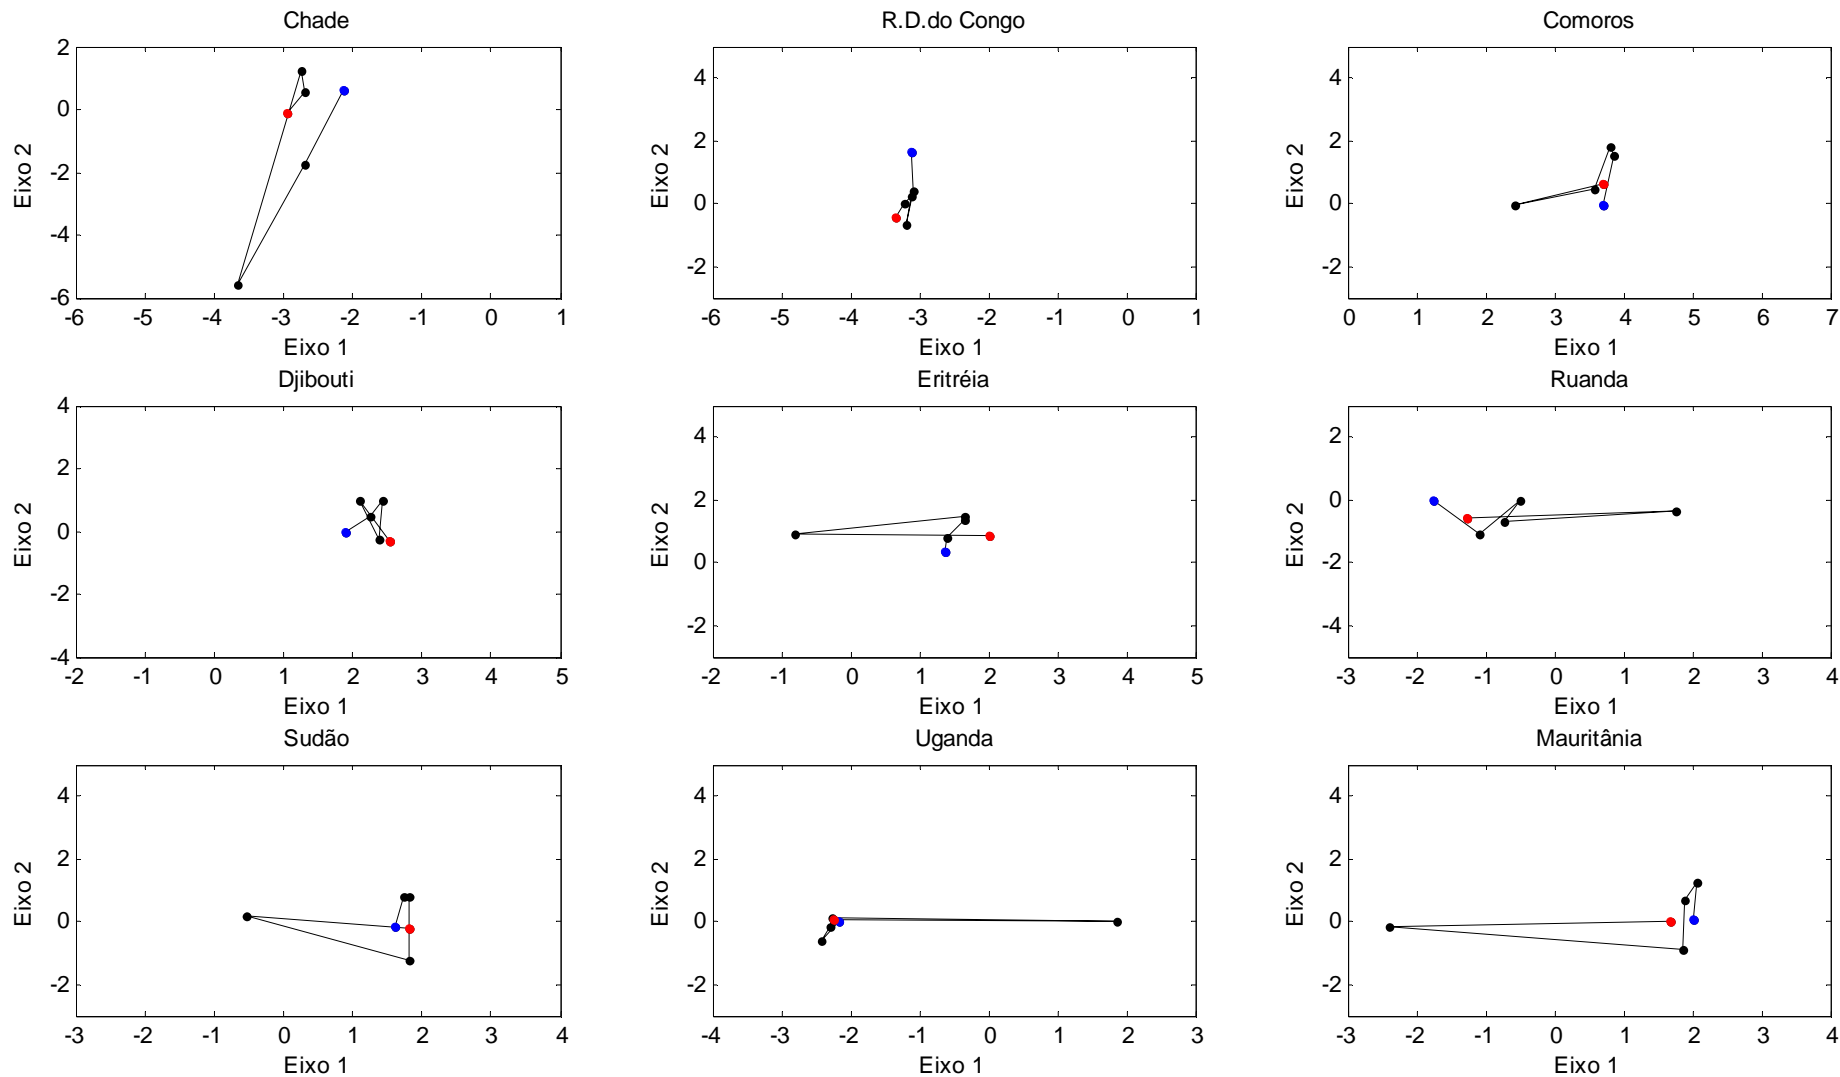 Chade
2
0
-2
-4
-6
-6 -5 -4 -3 -2 -1 0 1
Eixo 2
Eixo 1
R.D.do Congo
4
2
0
-2
-6 -5 -4 -3 -2 -1 0 1
Eixo 2
Eixo 1
Comoros
4
2
0
-2
0 1 2 3 4 5 6 7
Eixo 2
Eixo 1
Djibouti
4
2
0
-2
-4
-2 -1 0 1 2 3 4 5
Eixo 2
Eixo 1
Eritréia
4
2
0
-2
-2 -1 0 1 2 3 4 5
Eixo 2
Eixo 1
Ruanda
2
0
-2
-4
-3 -2 -1 0 1 2 3 4
Eixo 2
Eixo 1
Sudão
4
2
0
-2
-3 -2 -1 0 1 2 3 4
Eixo 2
Eixo 1
Uganda
4
2
0
-2
-4 -3 -2 -1 0 1 2 3
Eixo 2
Eixo 1
Mauritânia
4
2
0
-2
-3 -2 -1 0 1 2 3 4
Eixo 2
Eixo 1